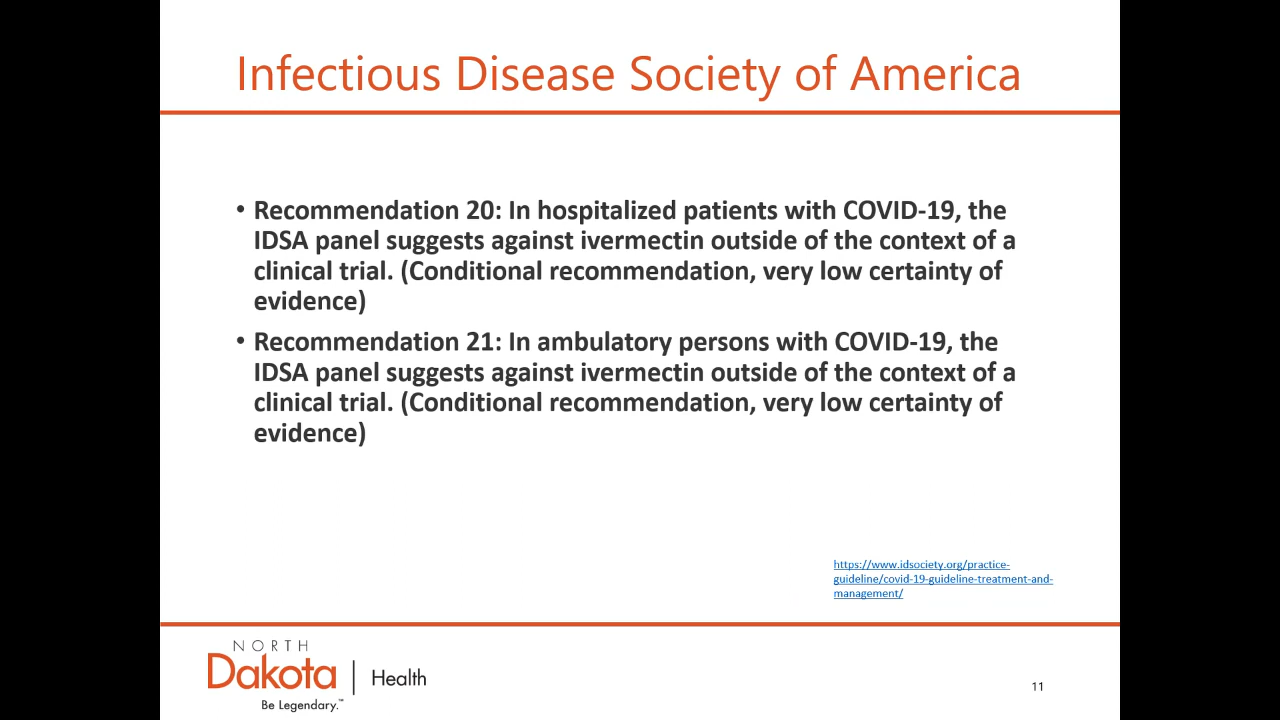 Infectious Disease Society of America
• Recommendation 20: In hospitalized patients with COVID-19, the
IDSA panel suggests against ivermectin outside of the context of a
clinical trial. (Conditional recommendation, very low certainty of
evidence)
• Recommendation 21: In ambulatory persons with COVID-19, the
IDSA panel suggests against ivermectin outside of the context of a
clinical trial. (Conditional recommendation, very low certainty of
evidence)
https://www.idsociety.org/practice-
guideline/covid-19-guideline-treatment-and-
management/
NORTH
Dakota | Health
Be Legendary.™
11